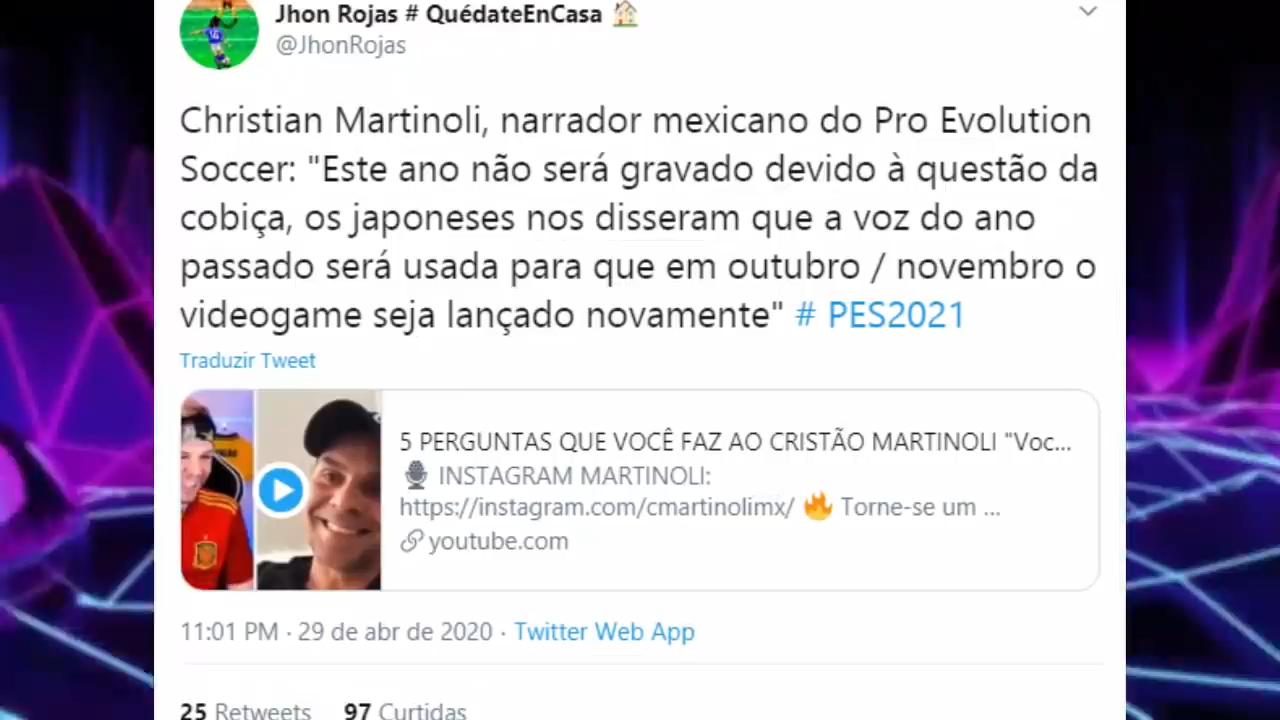 Jhon Rojas # QuédateEnCasa
@JhonRojas
Christian Martinoli, narrador mexicano do Pro Evolution
Soccer: "Este ano não será gravado devido à questão da
cobiça, os japoneses nos disseram que a voz do ano
passado será usada para que em outubro / novembro o
videogame seja lançado novamente" # PES2021
Traduzir Tweet
5 PERGUNTAS QUE VOCÊ FAZ AO CRISTÃO MARTINOLI "Voc...
INSTAGRAM MARTINOLI:
https://instagram.com/cmartinolimx/ 🔥 Torne-se um ...
youtube.com
11:01 PM · 29 de abr de 2020 · Twitter Web App
25 Retweets 97 Curtidas